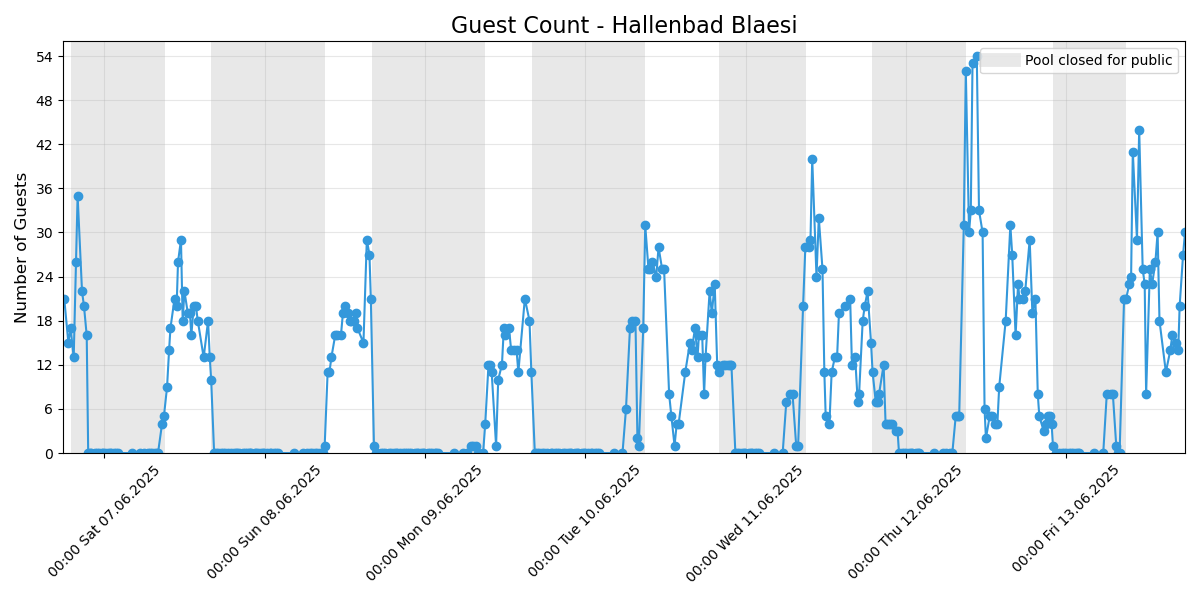 Guest Count - Hallenbad Blaesi
Pool closed for public
Number of Guests
54
48
42
36
30
24
18
12
6
0
00:00 Sat 07.06.2025
00:00 Sun 08.06.2025
00:00 Mon 09.06.2025
00:00 Tue 10.06.2025
00:00 Wed 11.06.2025
00:00 Thu 12.06.2025
00:00 Fri 13.06.2025